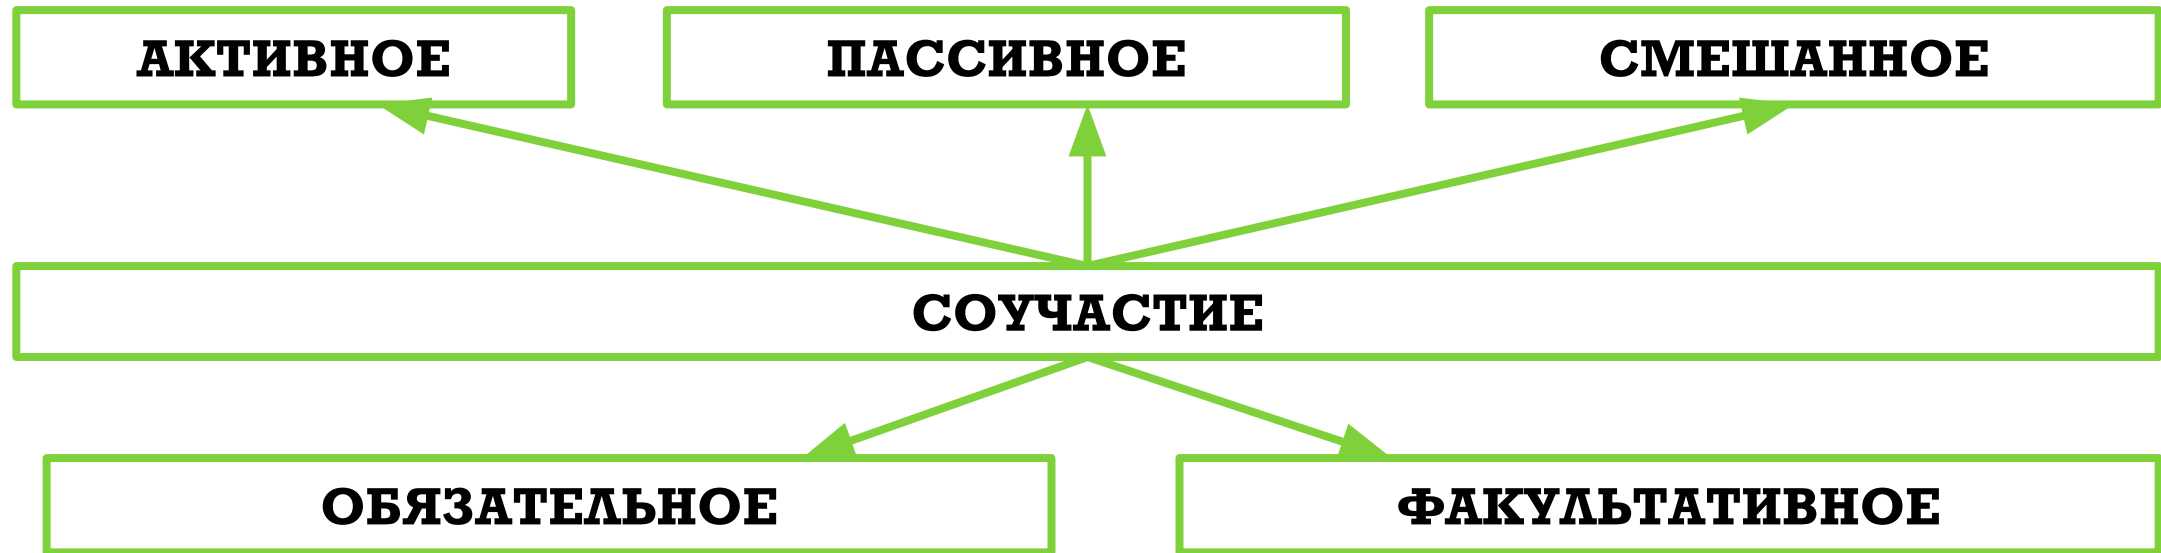 АКТИВНОЕ
ПАССИВНОЕ
СМЕШАННОЕ
СОУЧАСТИЕ
ОБЯЗАТЕЛЬНОЕ
ФАКУЛЬТАТИВНОЕ